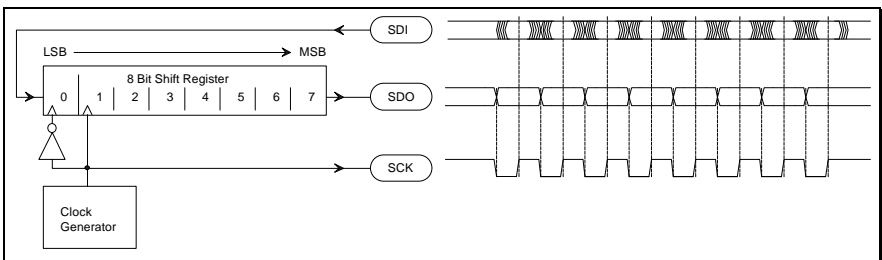 SDI
LSB MSB
8 Bit Shift Register
0 1 2 3 4 5 6 7
SDO
SCK
Clock
Generator